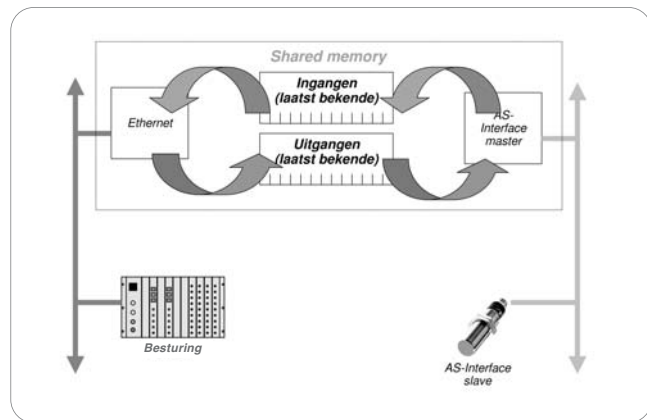 Shared memory
Ingangen
(laatst bekende)
Ethernet
AS-
Interface
master
Uitgangen
(laatst bekende)
Besturing
AS-Interface
slave